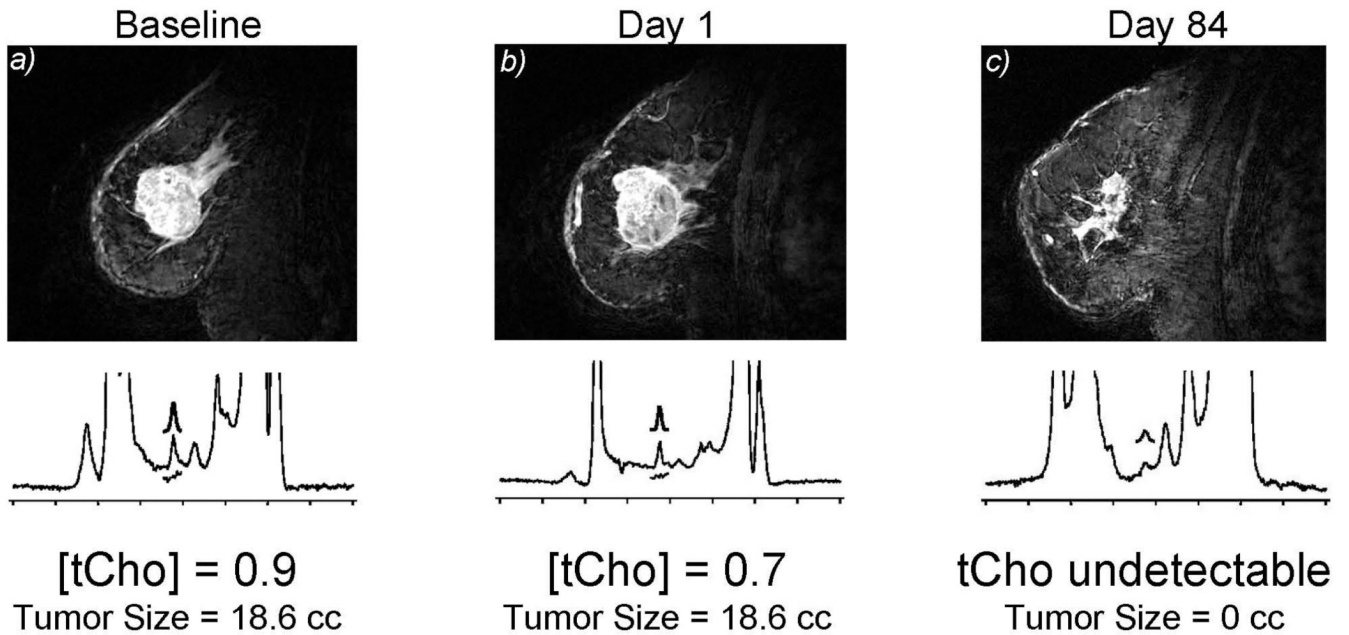 Baseline
Day 1
Day 84
a)
b)
c)
[tCho] = 0.9
[tCho] = 0.7
tCho undetectable
Tumor Size = 18.6 cc
Tumor Size = 18.6 cc
Tumor Size = 0 cc